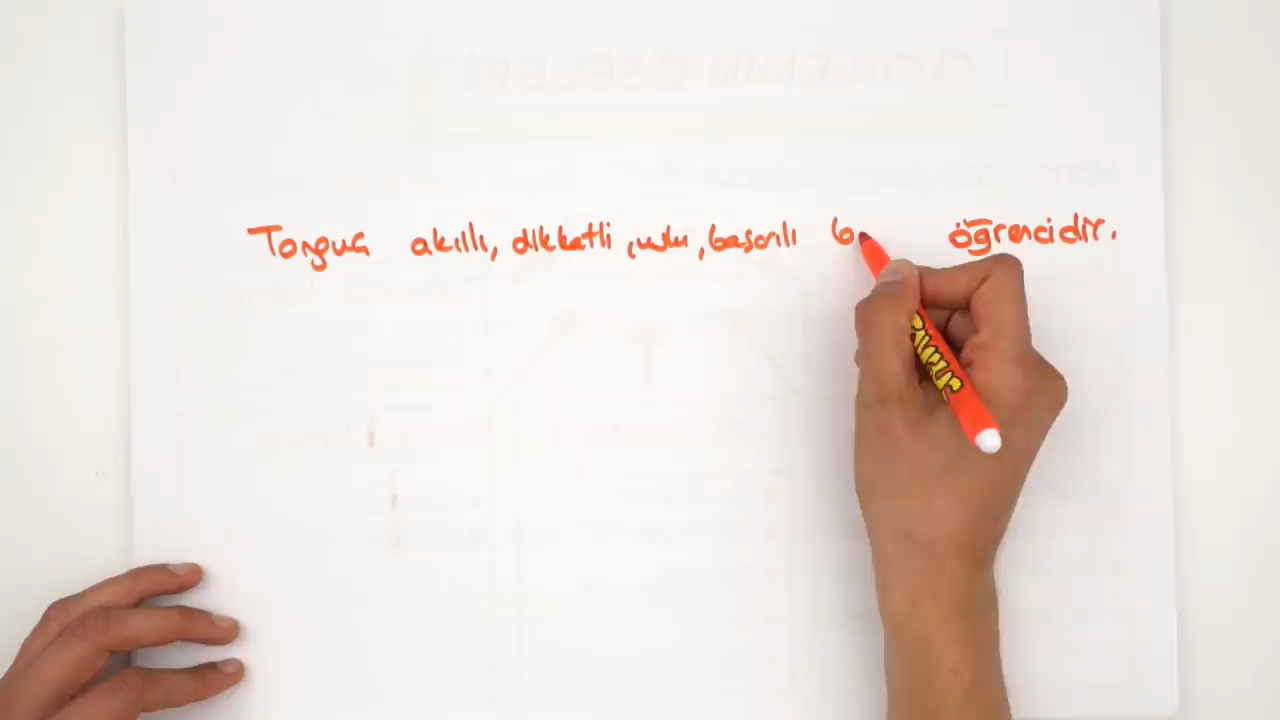 Tonguç akıllı, dikkatli, uslu, başarılı b öğrencidir.